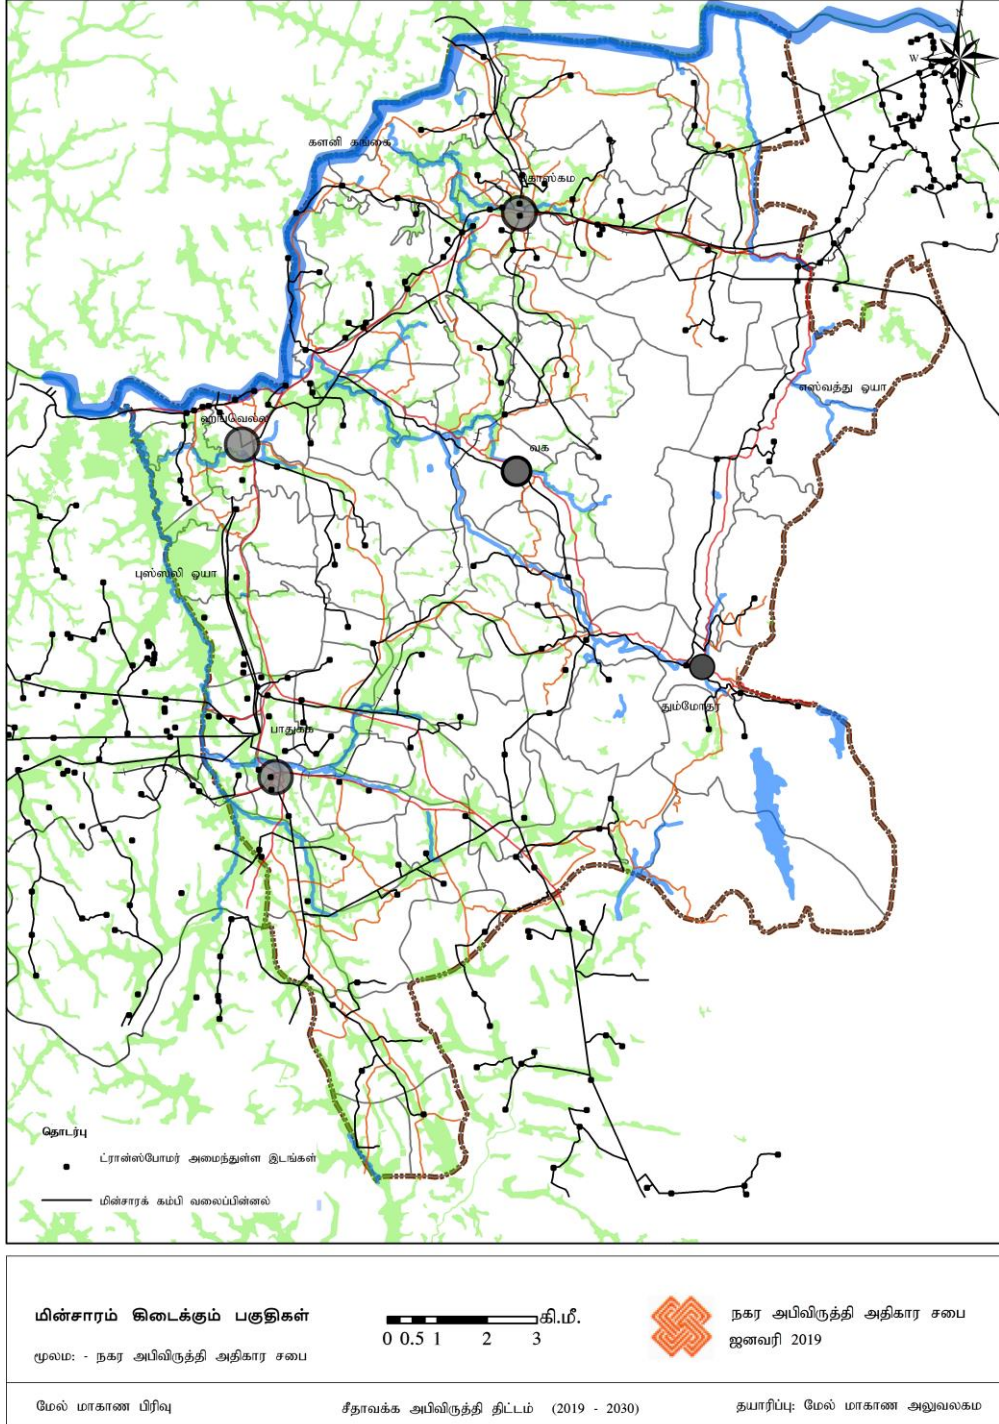 N
W
S
களனி கங்கை
கொஸ்கம
எஸ்வத்து ஓயா
ஹங்வெல்ல
வக
புஸ்ஸலி ஓயா
தும்மோதர
பாதுக்க
தொடர்பு
ட்ரான்ஸ்போமர் அமைந்துள்ள இடங்கள்
மின்சாரக் கம்பி வலைப்பின்னல்
மின்சாரம் கிடைக்கும் பகுதிகள்
கி.மீ.
0 0.5 1 2 3
நகர அபிவிருத்தி அதிகார சபை
ஜனவரி 2019
மூலம: - நகர அபிவிருத்தி அதிகார சபை
மேல் மாகாண பிரிவு
சீதாவக்க அபிவிருத்தி திட்டம் (2019 - 2030)
தயாரிப்பு: மேல் மாகாண அலுவலகம